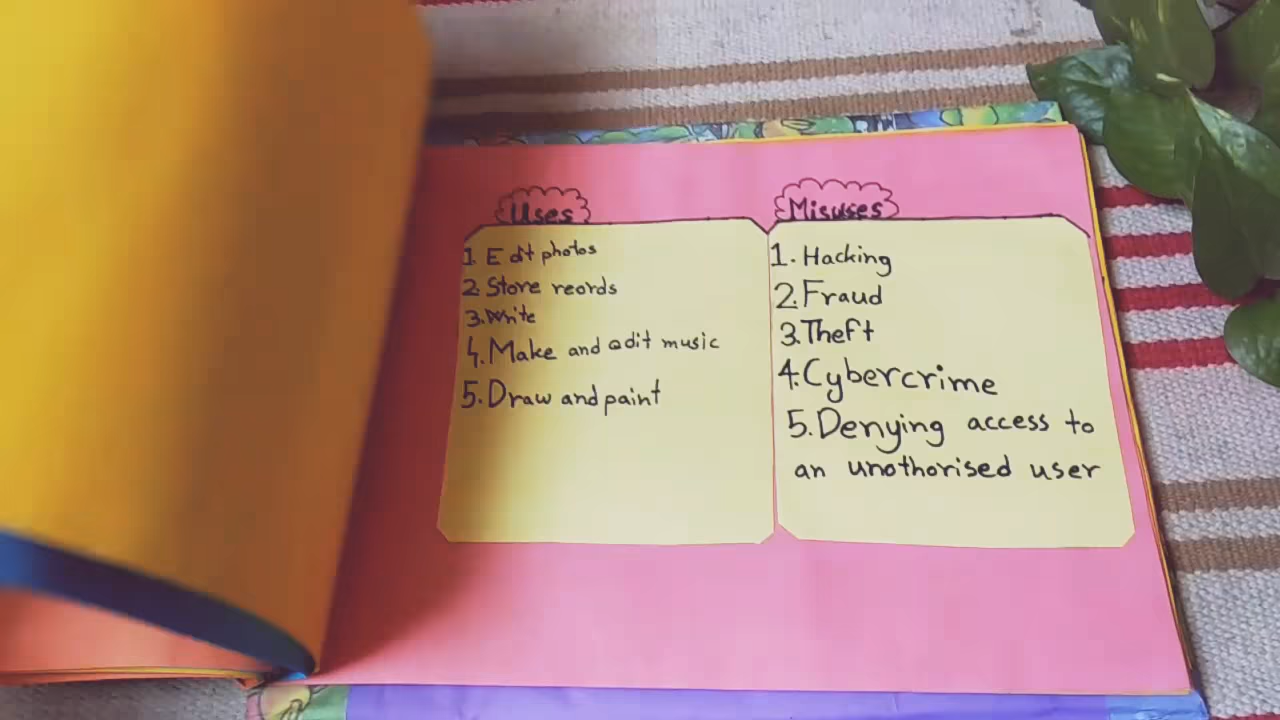 Uses
1. Edit photos
2. Store reords
3. Write
4. Make and edit music
5. Draw and paint
Misuses
1. Hacking
2. Fraud
3. Theft
4. Cybercrime
5. Denying access to
an unothorised user